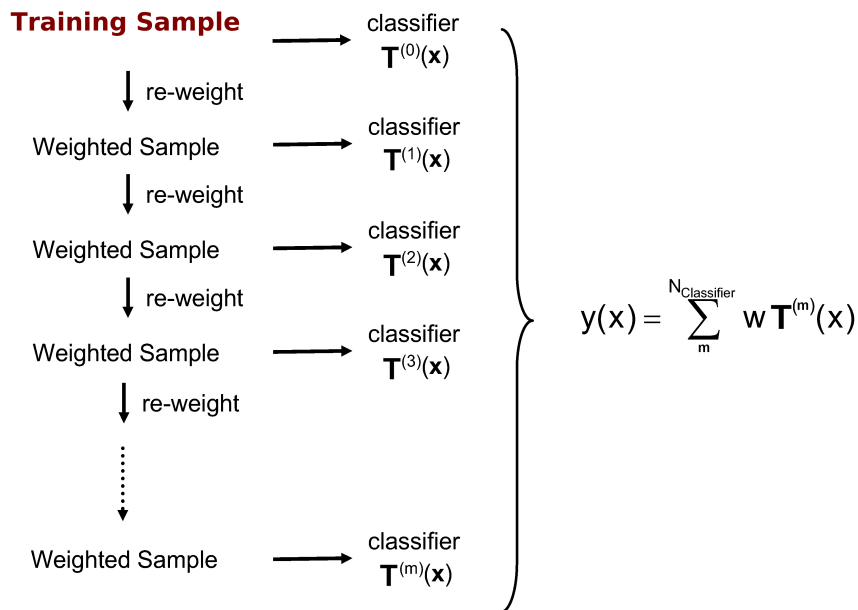 Training Sample
classifier
T(0)(x)
re-weight
Weighted Sample
classifier
T(1)(x)
re-weight
Weighted Sample
classifier
T(2)(x)
re-weight
Weighted Sample
classifier
T(3)(x)
re-weight
Weighted Sample
classifier
T(m)(x)
y(x) = ∑ m NClassifier w T(m)(x)